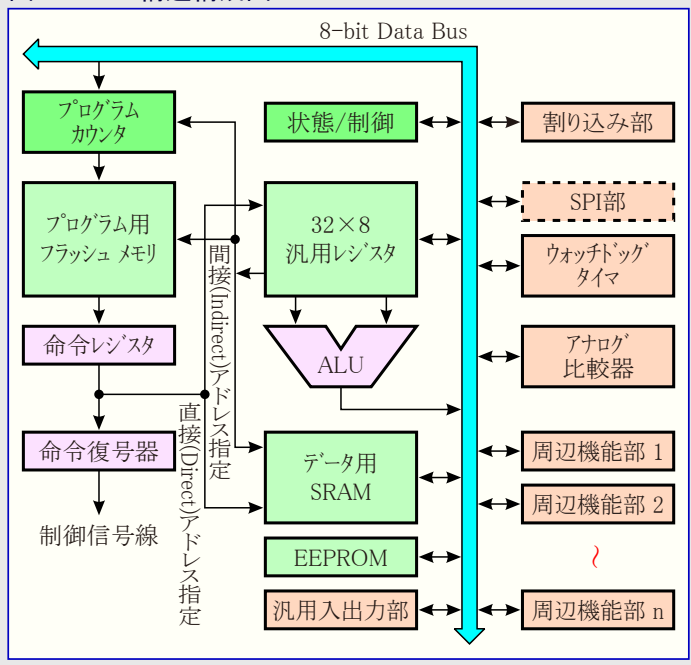 8-bit Data Bus
プログラム
カウンタ
プログラム用
フラッシュ メモリ
命令レジスタ
命令復号器
制御信号線
間接(Indirect)アドレス指定
直接(Direct)アドレス指定
状態/制御
32×8
汎用レジスタ
ALU
データ用
SRAM
EEPROM
汎用入出力部
割り込み部
SPI部
ウォッチドッグ
タイマ
アナログ
比較器
周辺機能部 1
周辺機能部 2
~
周辺機能部 n